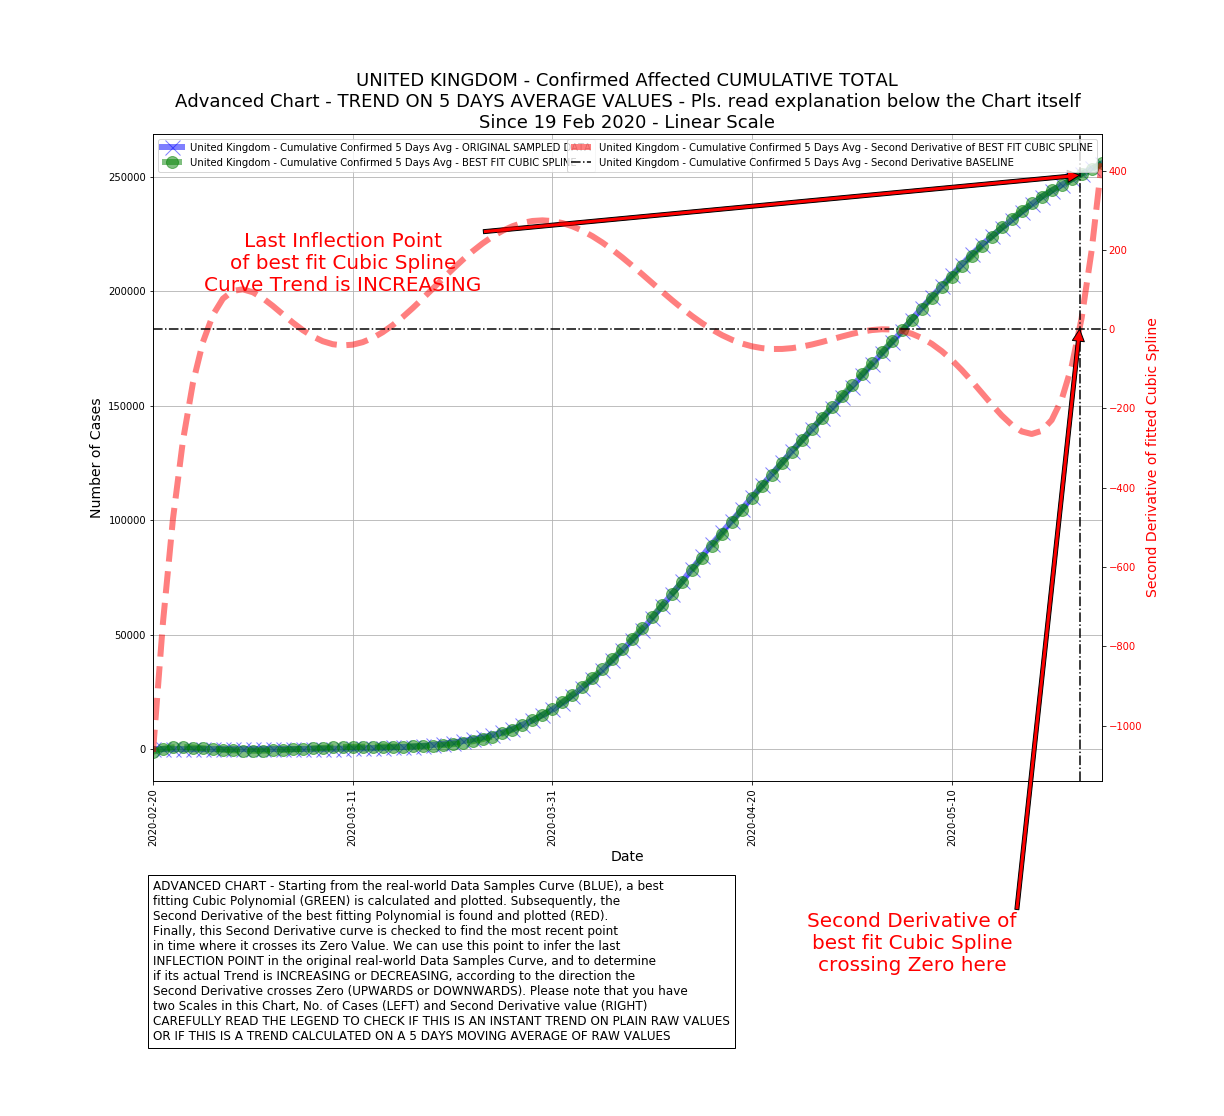 UNITED KINGDOM - Confirmed Affected CUMULATIVE TOTAL
Advanced Chart - TREND ON 5 DAYS AVERAGE VALUES - Pls. read explanation below the Chart itself
Since 19 Feb 2020 - Linear Scale
United Kingdom - Cumulative Confirmed 5 Days Avg - ORIGINAL SAMPLED DATA
United Kingdom - Cumulative Confirmed 5 Days Avg - BEST FIT CUBIC SPLINE
United Kingdom - Cumulative Confirmed 5 Days Avg - Second Derivative of BEST FIT CUBIC SPLINE
United Kingdom - Cumulative Confirmed 5 Days Avg - Second Derivative BASELINE
Last Inflection Point
of best fit Cubic Spline
Curve Trend is INCREASING
250000
200000
150000
100000
50000
0
Number of Cases
400
200
0
−200
−400
−600
−800
−1000
Second Derivative of fitted Cubic Spline
2020-02-20
2020-03-11
2020-03-31
2020-04-20
2020-05-10
Date
ADVANCED CHART - Starting from the real-world Data Samples Curve (BLUE), a best
fitting Cubic Polynomial (GREEN) is calculated and plotted. Subsequently, the
Second Derivative of the best fitting Polynomial is found and plotted (RED).
Finally, this Second Derivative curve is checked to find the most recent point
in time where it crosses its Zero Value. We can use this point to infer the last
INFLECTION POINT in the original real-world Data Samples Curve, and to determine
if its actual Trend is INCREASING or DECREASING, according to the direction the
Second Derivative crosses Zero (UPWARDS or DOWNWARDS). Please note that you have
two Scales in this Chart, No. of Cases (LEFT) and Second Derivative value (RIGHT)
CAREFULLY READ THE LEGEND TO CHECK IF THIS IS AN INSTANT TREND ON PLAIN RAW VALUES
OR IF THIS IS A TREND CALCULATED ON A 5 DAYS MOVING AVERAGE OF RAW VALUES
Second Derivative of
best fit Cubic Spline
crossing Zero here